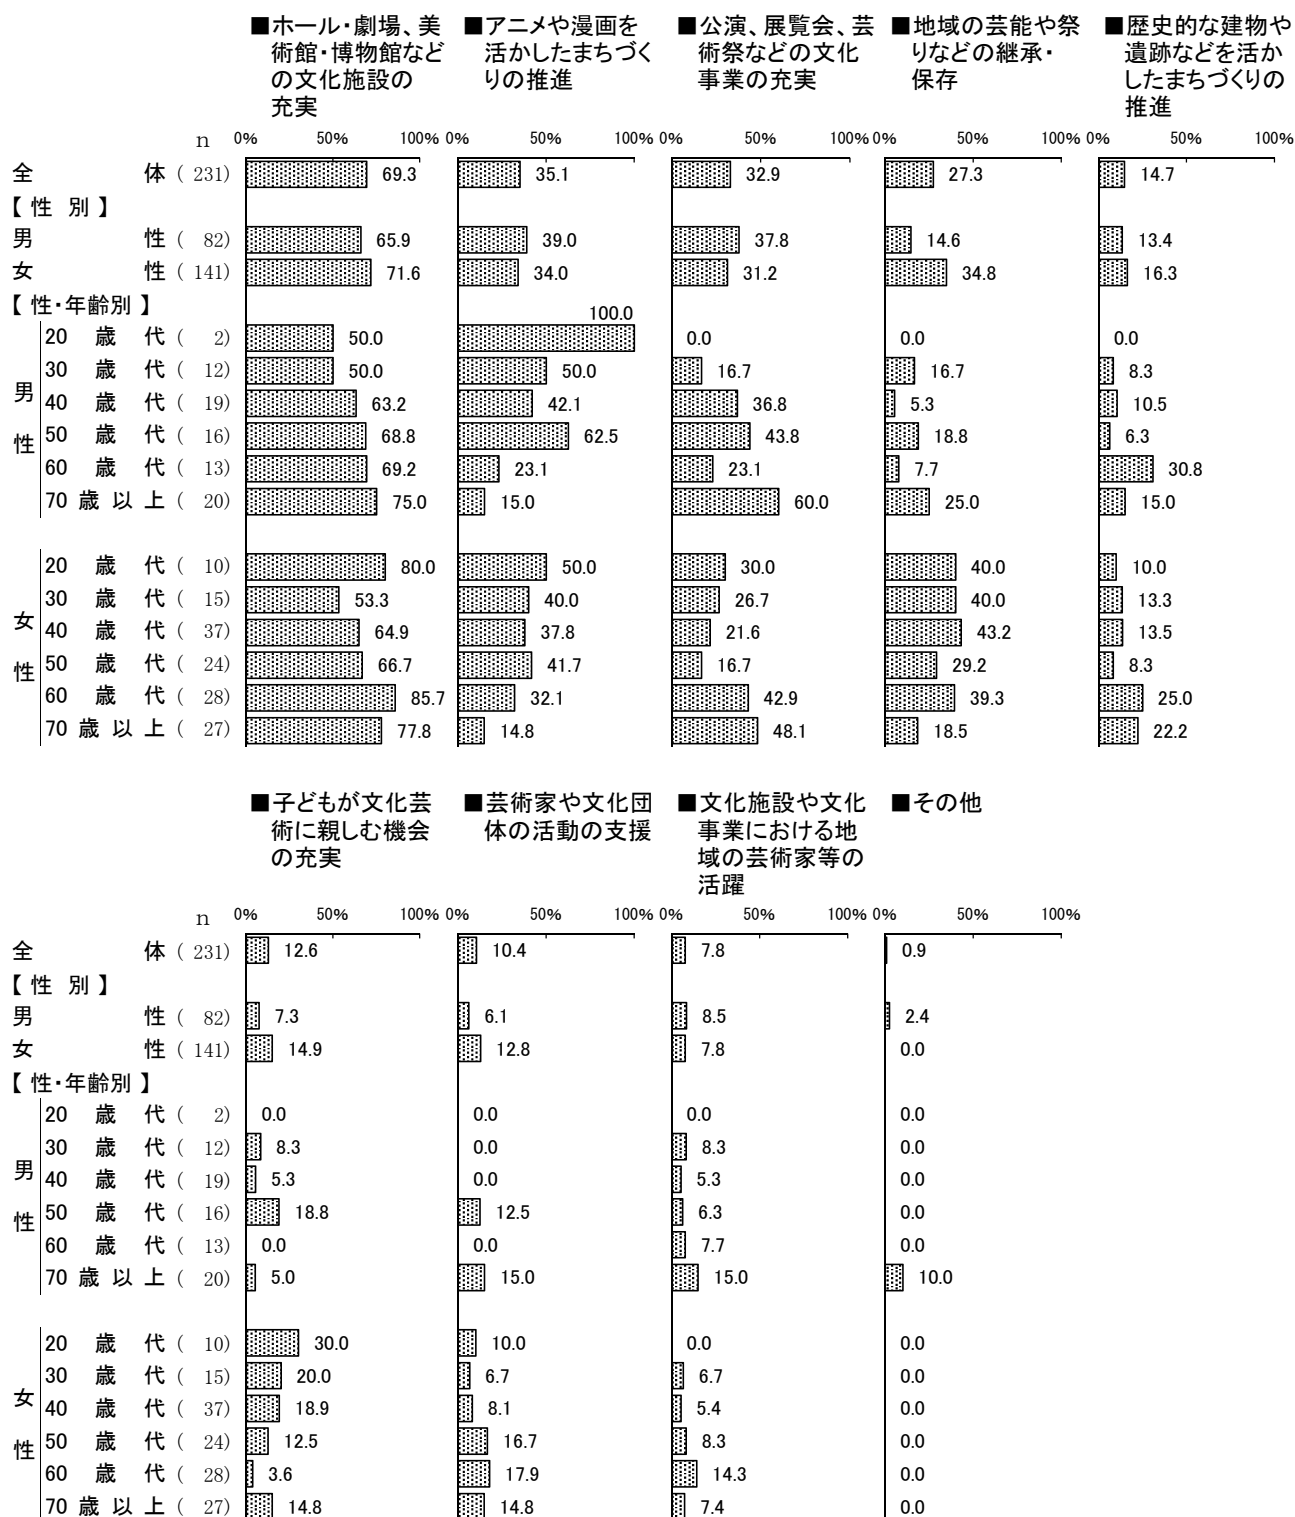 ■ホール・劇場、美 ■アニメや漫画を ■公演、展覧会、芸 ■地域の芸能や祭 ■歴史的な建物や
術館・博物館など 活かしたまちづく 術祭などの文化 りなどの継承・ 遺跡などを活か
の文化施設の りの推進 事業の充実 保存 したまちづくりの
充実 推進
n 0% 50% 100% 0% 50% 100% 0% 50% 100% 0% 50% 100% 0% 50% 100%
全 体 ( 231) 69.3 35.1 32.9 27.3 14.7
【 性 別 】
男 性 ( 82) 65.9 39.0 37.8 14.6 13.4
女 性 ( 141) 71.6 34.0 31.2 34.8 16.3
【 性・年齢別 】
男性
20 歳 代 ( 2) 50.0 100.0 0.0 0.0 0.0
30 歳 代 ( 12) 50.0 50.0 16.7 16.7 8.3
40 歳 代 ( 19) 63.2 42.1 36.8 5.3 10.5
50 歳 代 ( 16) 68.8 62.5 43.8 18.8 6.3
60 歳 代 ( 13) 69.2 23.1 23.1 7.7 30.8
70 歳 以 上 ( 20) 75.0 15.0 60.0 25.0 15.0
女性
20 歳 代 ( 10) 80.0 50.0 30.0 40.0 10.0
30 歳 代 ( 15) 53.3 40.0 26.7 40.0 13.3
40 歳 代 ( 37) 64.9 37.8 21.6 43.2 13.5
50 歳 代 ( 24) 66.7 41.7 16.7 29.2 8.3
60 歳 代 ( 28) 85.7 32.1 42.9 39.3 25.0
70 歳 以 上 ( 27) 77.8 14.8 48.1 18.5 22.2
■子どもが文化芸 ■芸術家や文化団 ■文化施設や文化 ■その他
術に親しむ機会 体の活動の支援 事業における地
の充実 域の芸術家等の
活躍
n 0% 50% 100% 0% 50% 100% 0% 50% 100% 0% 50% 100%
全 体 ( 231) 12.6 10.4 7.8 0.9
【 性 別 】
男 性 ( 82) 7.3 6.1 8.5 2.4
女 性 ( 141) 14.9 12.8 7.8 0.0
【 性・年齢別 】
男性
20 歳 代 ( 2) 0.0 0.0 0.0 0.0
30 歳 代 ( 12) 8.3 0.0 8.3 0.0
40 歳 代 ( 19) 5.3 0.0 5.3 0.0
50 歳 代 ( 16) 18.8 12.5 6.3 0.0
60 歳 代 ( 13) 0.0 0.0 7.7 0.0
70 歳 以 上 ( 20) 5.0 15.0 15.0 10.0
女性
20 歳 代 ( 10) 30.0 10.0 0.0 0.0
30 歳 代 ( 15) 20.0 6.7 6.7 0.0
40 歳 代 ( 37) 18.9 8.1 5.4 0.0
50 歳 代 ( 24) 12.5 16.7 8.3 0.0
60 歳 代 ( 28) 3.6 17.9 14.3 0.0
70 歳 以 上 ( 27) 14.8 14.8 7.4 0.0